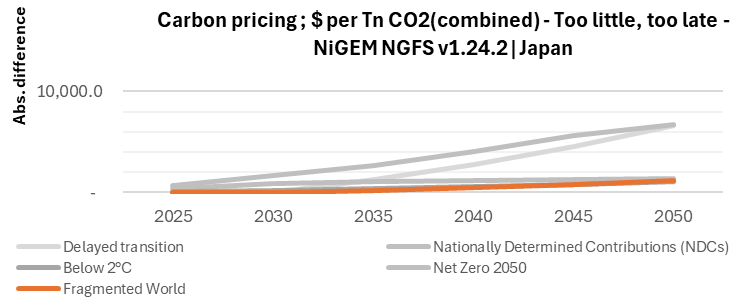 Carbon pricing ; $ per Tn CO2(combined) - Too little, too late -
NiGEM NGFS v1.24.2|Japan
Abs. difference
10,000.0
-
2025 2030 2035 2040 2045 2050
Delayed transition
Nationally Determined Contributions (NDCs)
Below 2°C
Net Zero 2050
Fragmented World